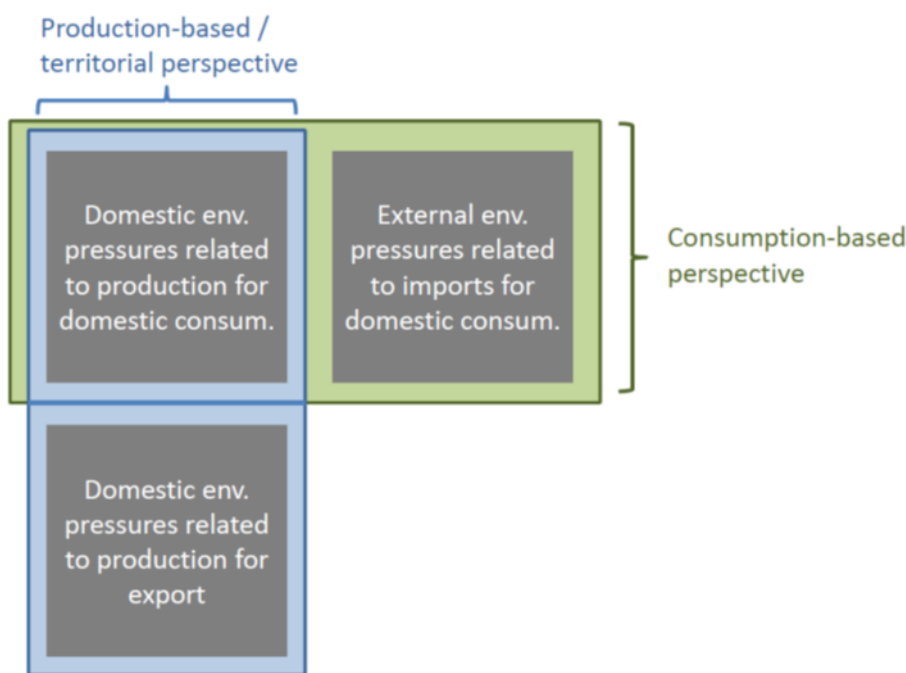 Production-based /
territorial perspective
Domestic env.
pressures related
to production for
domestic consum.
External env.
pressures related
to imports for
domestic consum.
Consumption-based
perspective
Domestic env.
pressures related
to production for
export